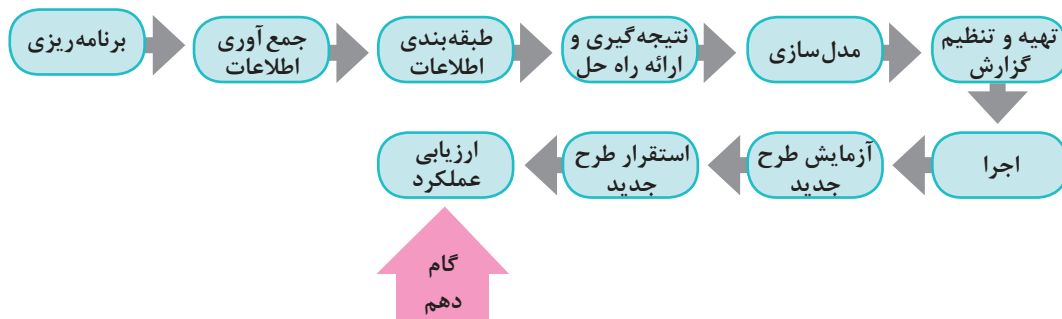 برنامه‌ریزی
جمع‌آوری
اطلاعات
طبقه‌بندی
اطلاعات
نتیجه‌گیری و
ارائه راه حل
مدل‌سازی
تهیه و تنظیم
گزارش
اجرا
آزمایش طرح
جدید
استقرار طرح
جدید
ارزیابی
عملکرد
گام
دهم